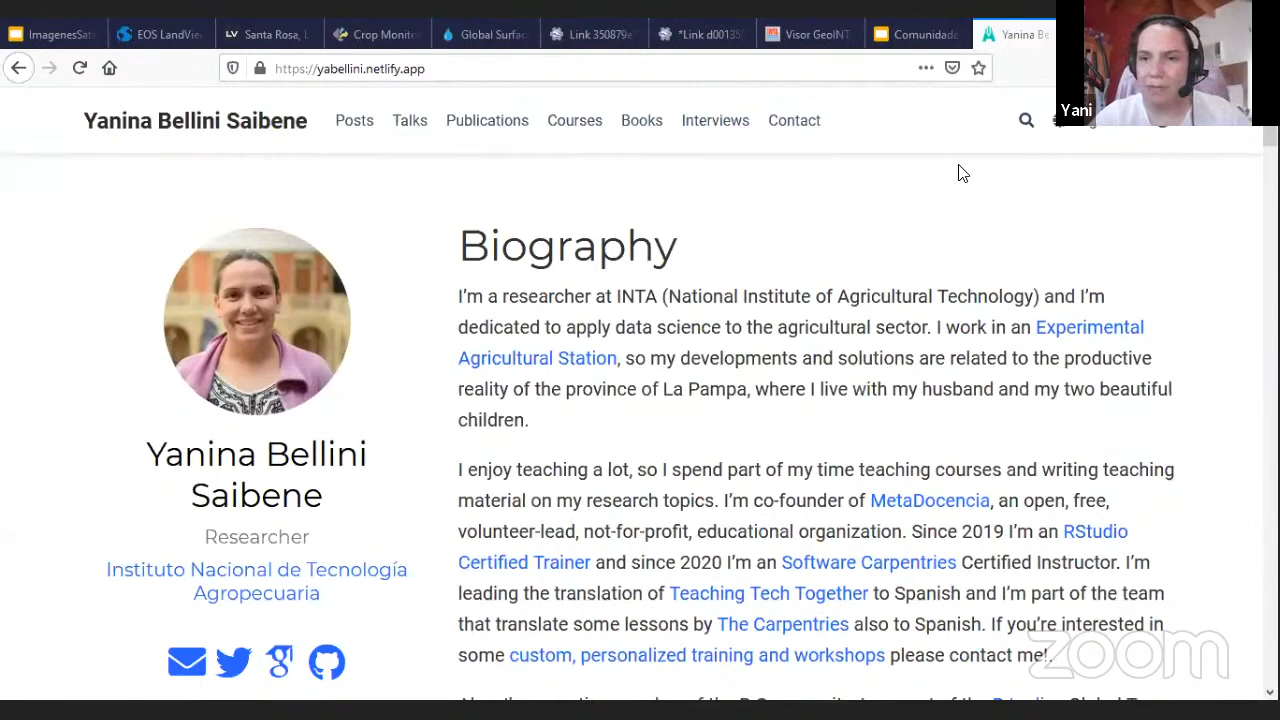 ImagenesSate
EOS LandVie
LV Santa Rosa, L
Crop Monito
Global Surfac
Link 350879e
*Link d00135
Visor GeoINT
Comunidade
Yanina Be
https://yabellini.netlify.app
Yani
Yanina Bellini Saibene
Posts
Talks
Publications
Courses
Books
Interviews
Contact
Biography
I'm a researcher at INTA (National Institute of Agricultural Technology) and I'm
dedicated to apply data science to the agricultural sector. I work in an Experimental
Agricultural Station, so my developments and solutions are related to the productive
reality of the province of La Pampa, where I live with my husband and my two beautiful
children.
Yanina Bellini
Saibene
Researcher
Instituto Nacional de Tecnología
Agropecuaria
I enjoy teaching a lot, so I spend part of my time teaching courses and writing teaching
material on my research topics. I'm co-founder of MetaDocencia, an open, free,
volunteer-lead, not-for-profit, educational organization. Since 2019 I'm an RStudio
Certified Trainer and since 2020 I'm an Software Carpentries Certified Instructor. I'm
leading the translation of Teaching Tech Together to Spanish and I'm part of the team
that translate some lessons by The Carpentries also to Spanish. If you're interested in
some custom, personalized training and workshops please contact me!.
zoom